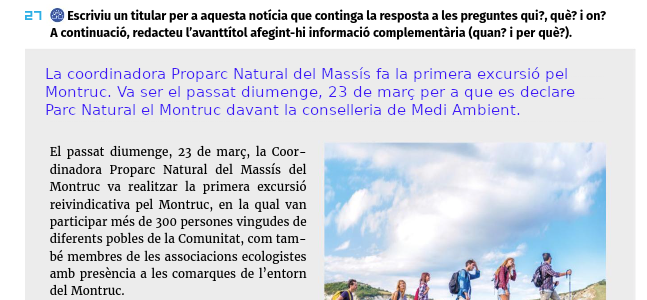 27 Escriviu un titular per a aquesta notícia que continga la resposta a les preguntes qui?, què? i on?
A continuació, redacteu l'avanttítol afegint-hi informació complementària (quan? i per què?).
La coordinadora Proparc Natural del Massís fa la primera excursió pel
Montruc. Va ser el passat diumenge, 23 de març per a que es declare
Parc Natural el Montruc davant la conselleria de Medi Ambient.
El passat diumenge, 23 de març, la Coor-
dinadora Proparc Natural del Massís del
Montruc va realitzar la primera excursió
reivindicativa pel Montruc, en la qual van
participar més de 300 persones vingudes de
diferents pobles de la Comunitat, com tam-
bé membres de les associacions ecologistes
amb presència a les comarques de l'entorn
del Montruc.